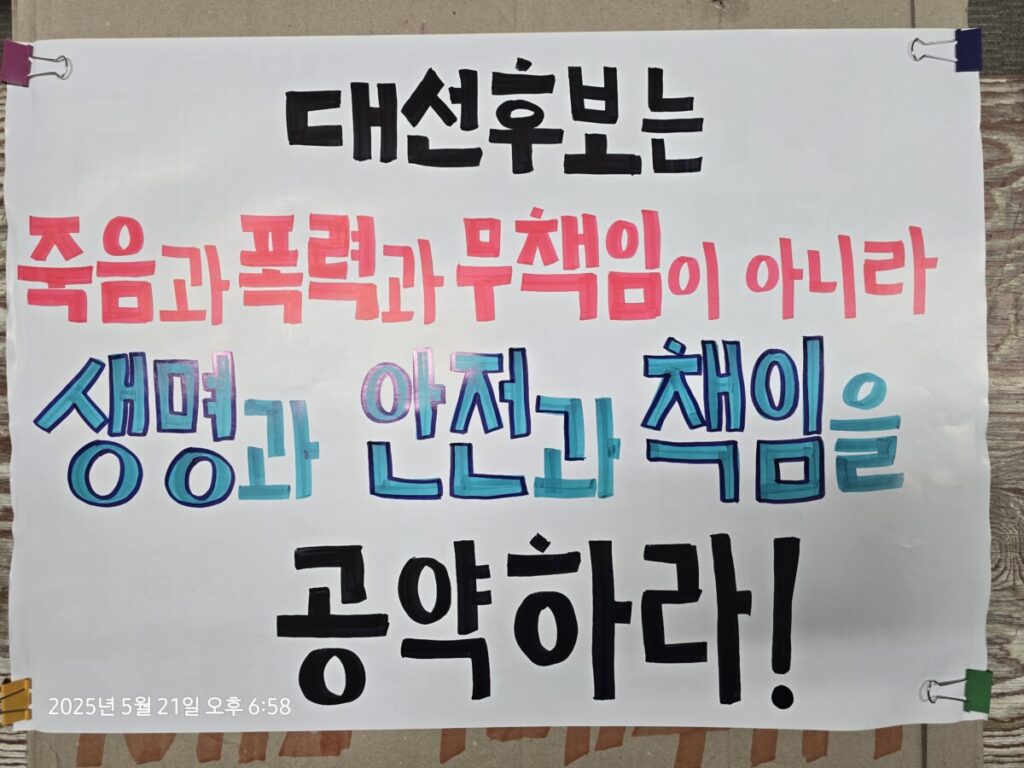 대선후보는
죽음과 폭력과 무책임이 아니라
생명과 안전과 책임을
공약하라!
2025년 5월 21일 오후 6:58